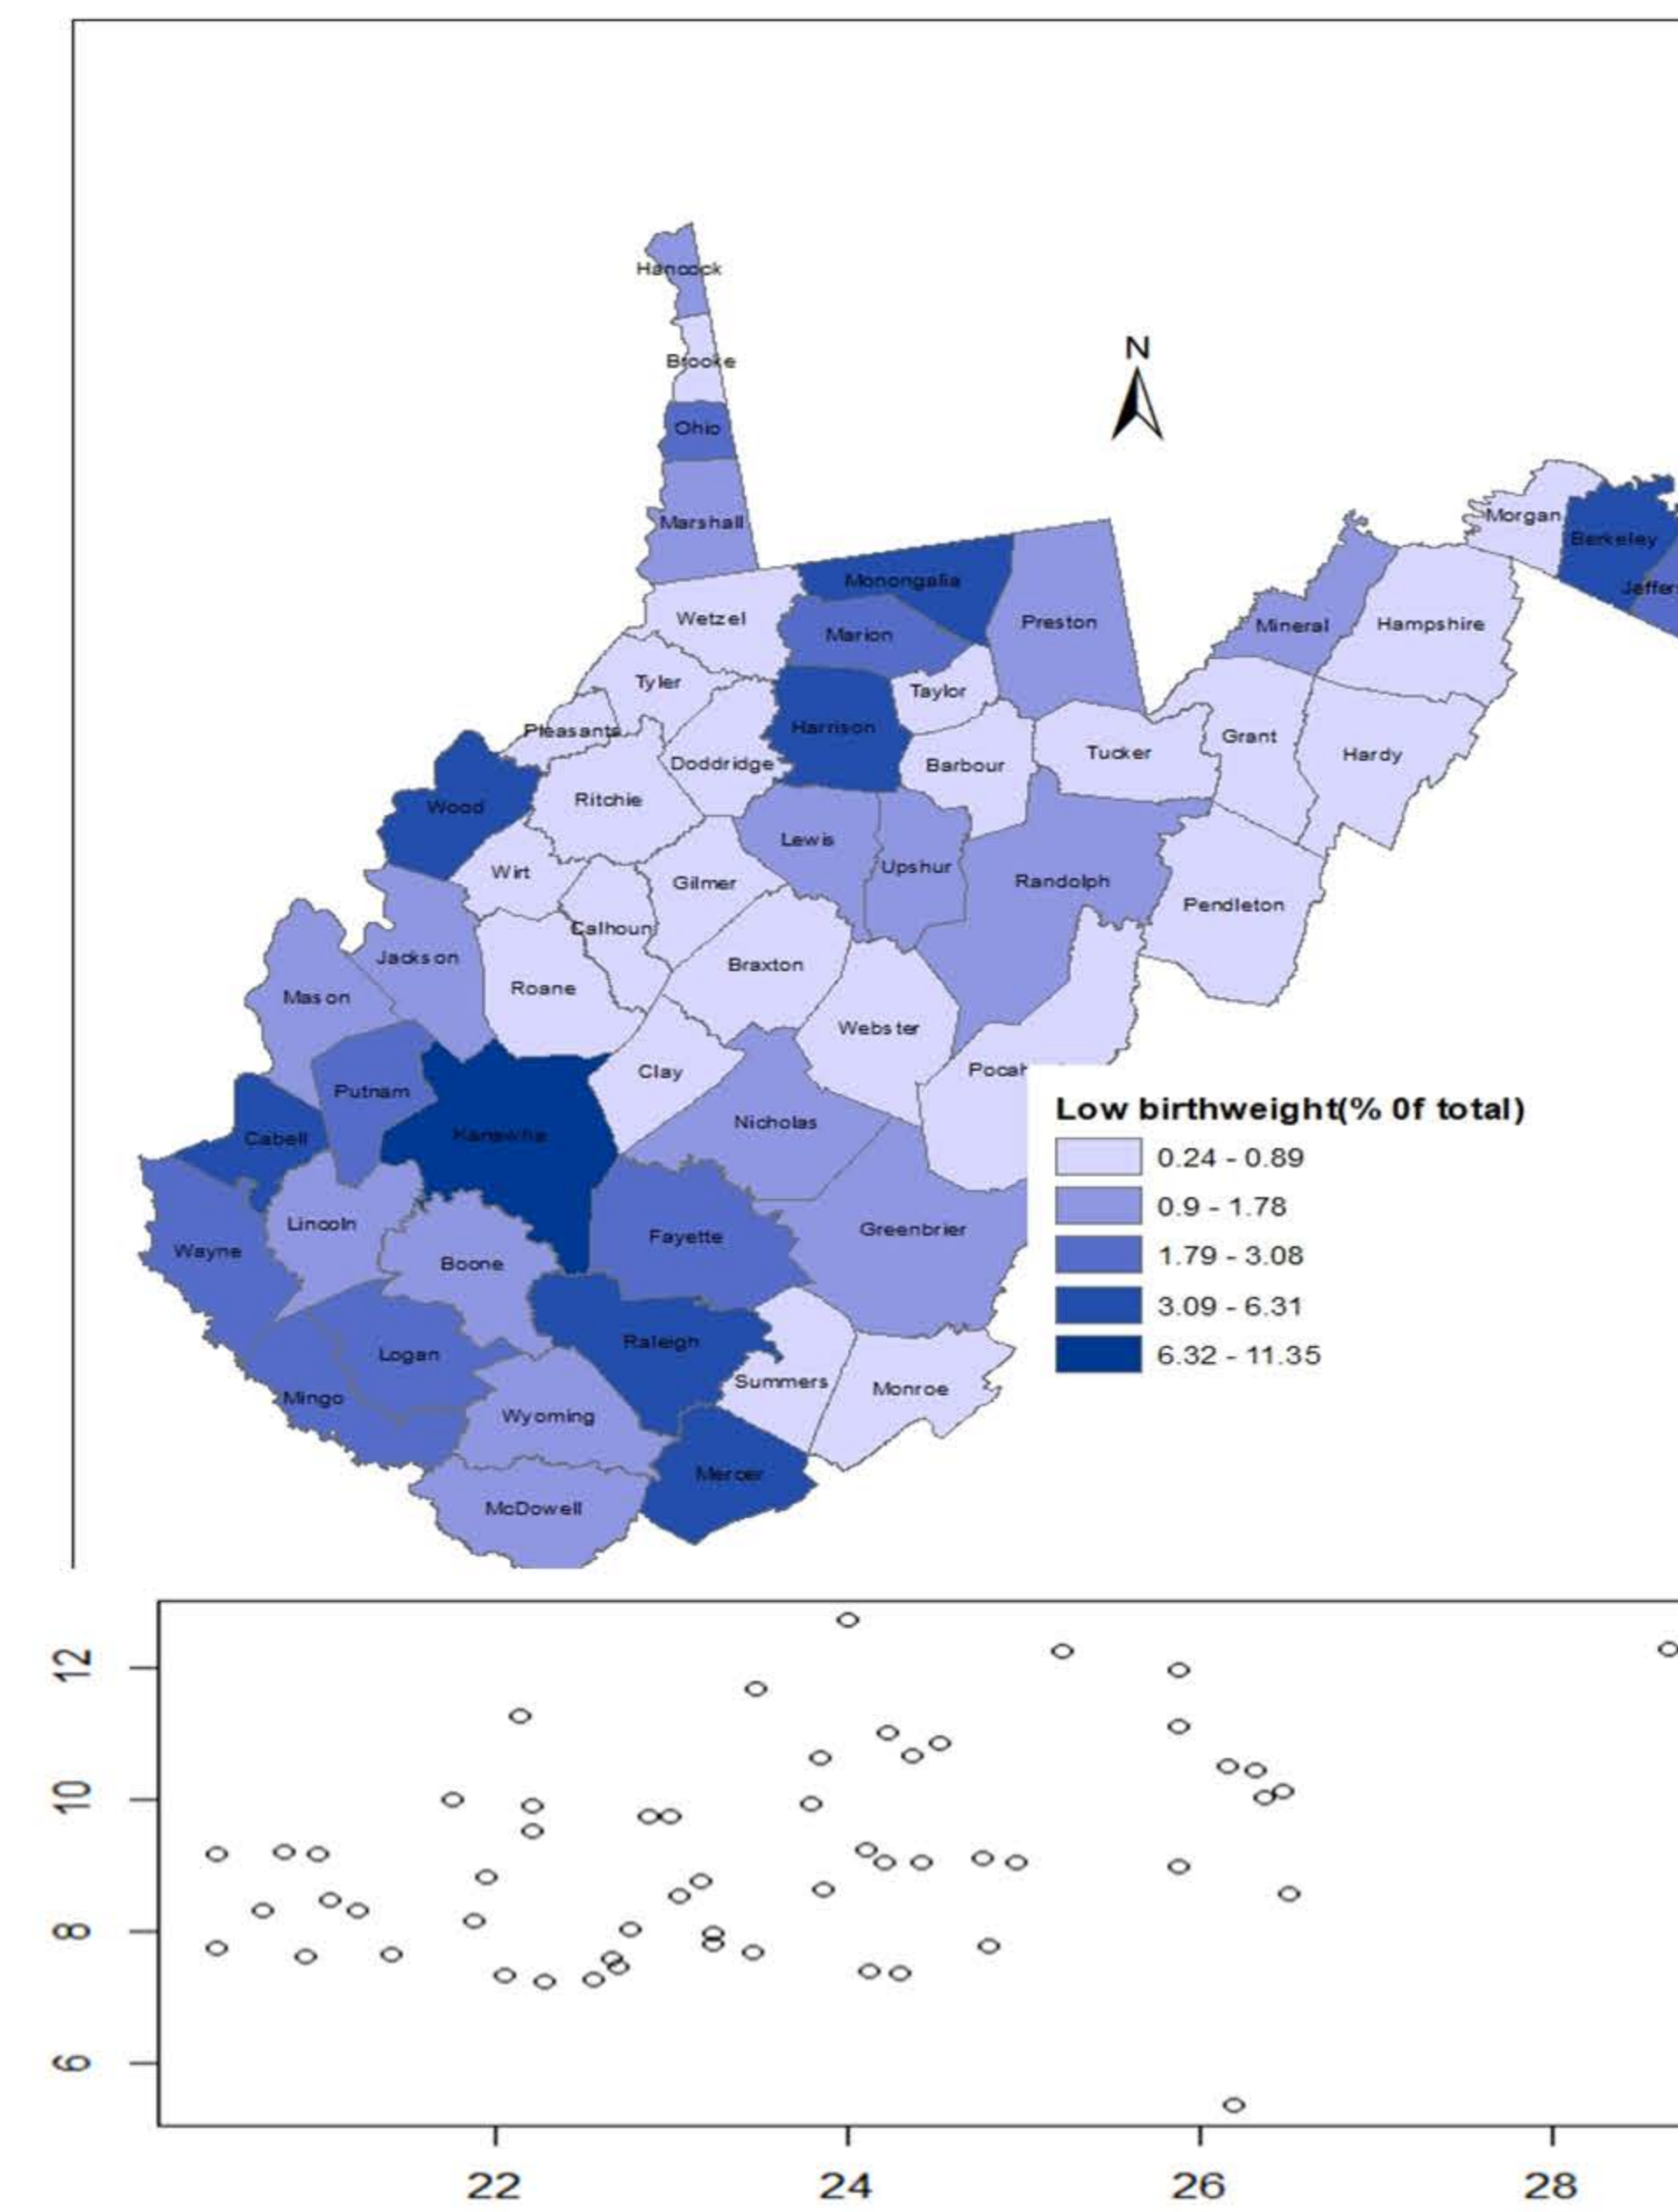 Hancock
Brooke
N
Ohio
Marshall
Morgan
Berkeley
Monongalia
Jeffers
Wetzel
Marion
Preston
Mineral
Hampshire
Tyler
Taylor
Pleasants
Harrison
Grant
Doddridge
Barbour
Tucker
Hardy
Wood
Ritchie
Lewis
Wirt
Gilmer
Upshur
Randolph
Pendleton
Calhoun
Jackson
Braxton
Mason
Roane
Webster
Clay
Pocah
Putnam
Low birthweight(% 0f total)
Nicholas
Kanawha
Cabell
0.24 - 0.89
0.9 - 1.78
Lincoln
Greenbrier
Fayette
Wayne
Boone
1.79 - 3.08
3.09 - 6.31
Raleigh
Logan
6.32 - 11.35
Summers
Monroe
Mingo
Wyoming
Mercer
McDowell
12
10
8
6
22 24 26 28